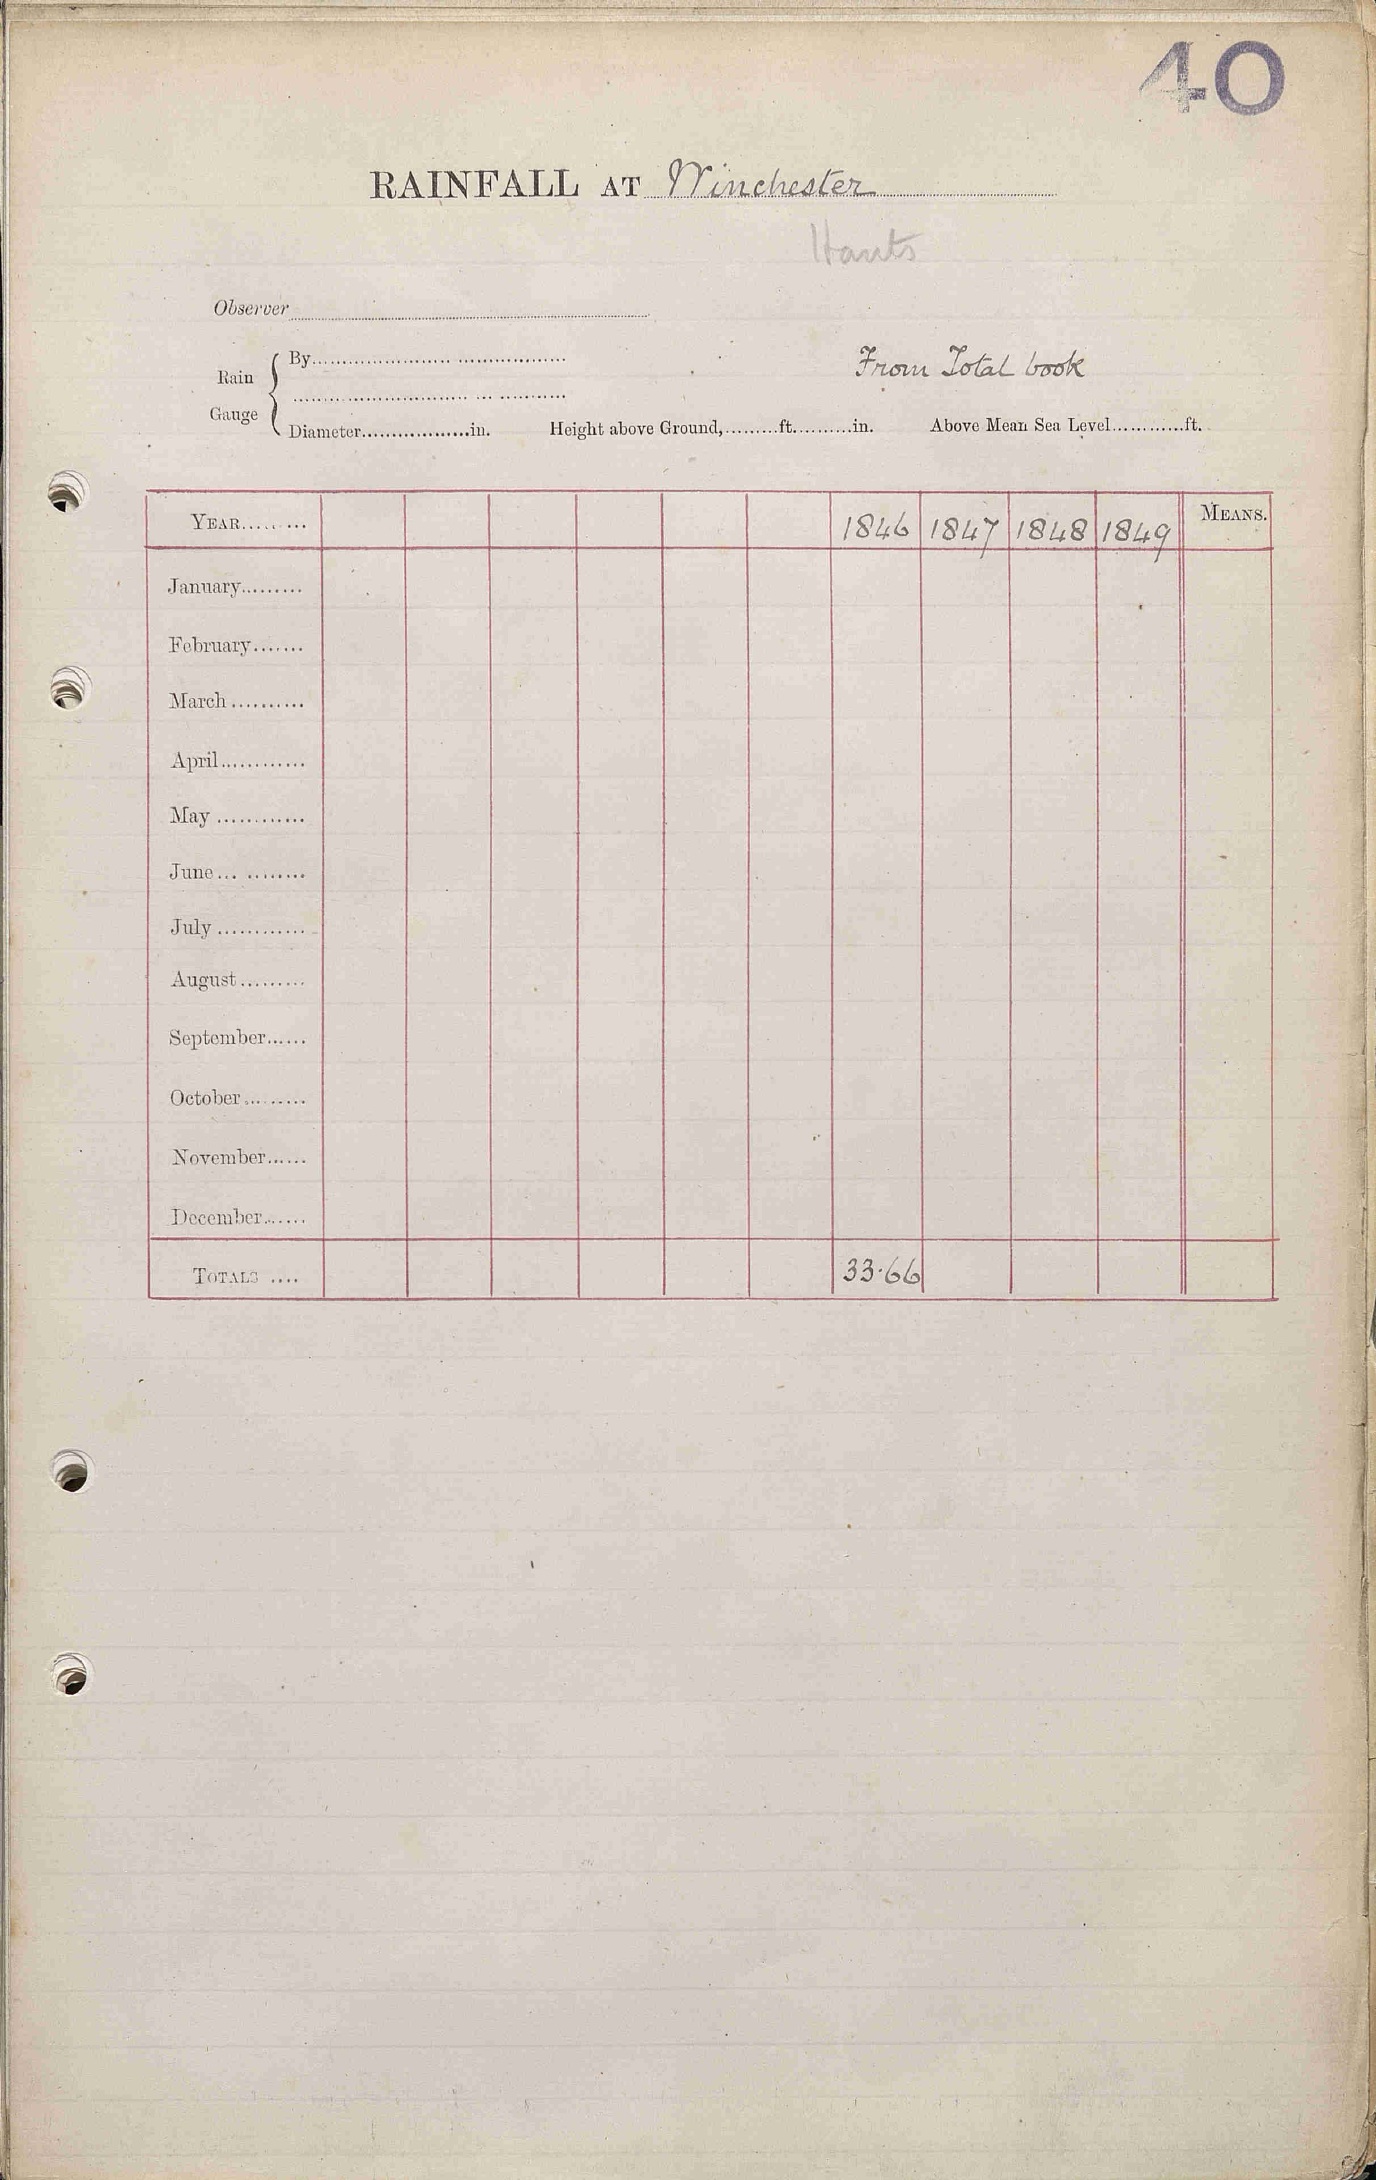 40
RAINFALL AT Winchester
Hants
Observer
Rain Gauge
By
From Total book
Diameter..................in. Height above Ground,.........ft..........in. Above Mean Sea Level............ft.
YEAR 1846 1847 1848 1849 MEANS.
January
February
March
April
May
June
July
August
September
October
November
December
TOTALS 33.66